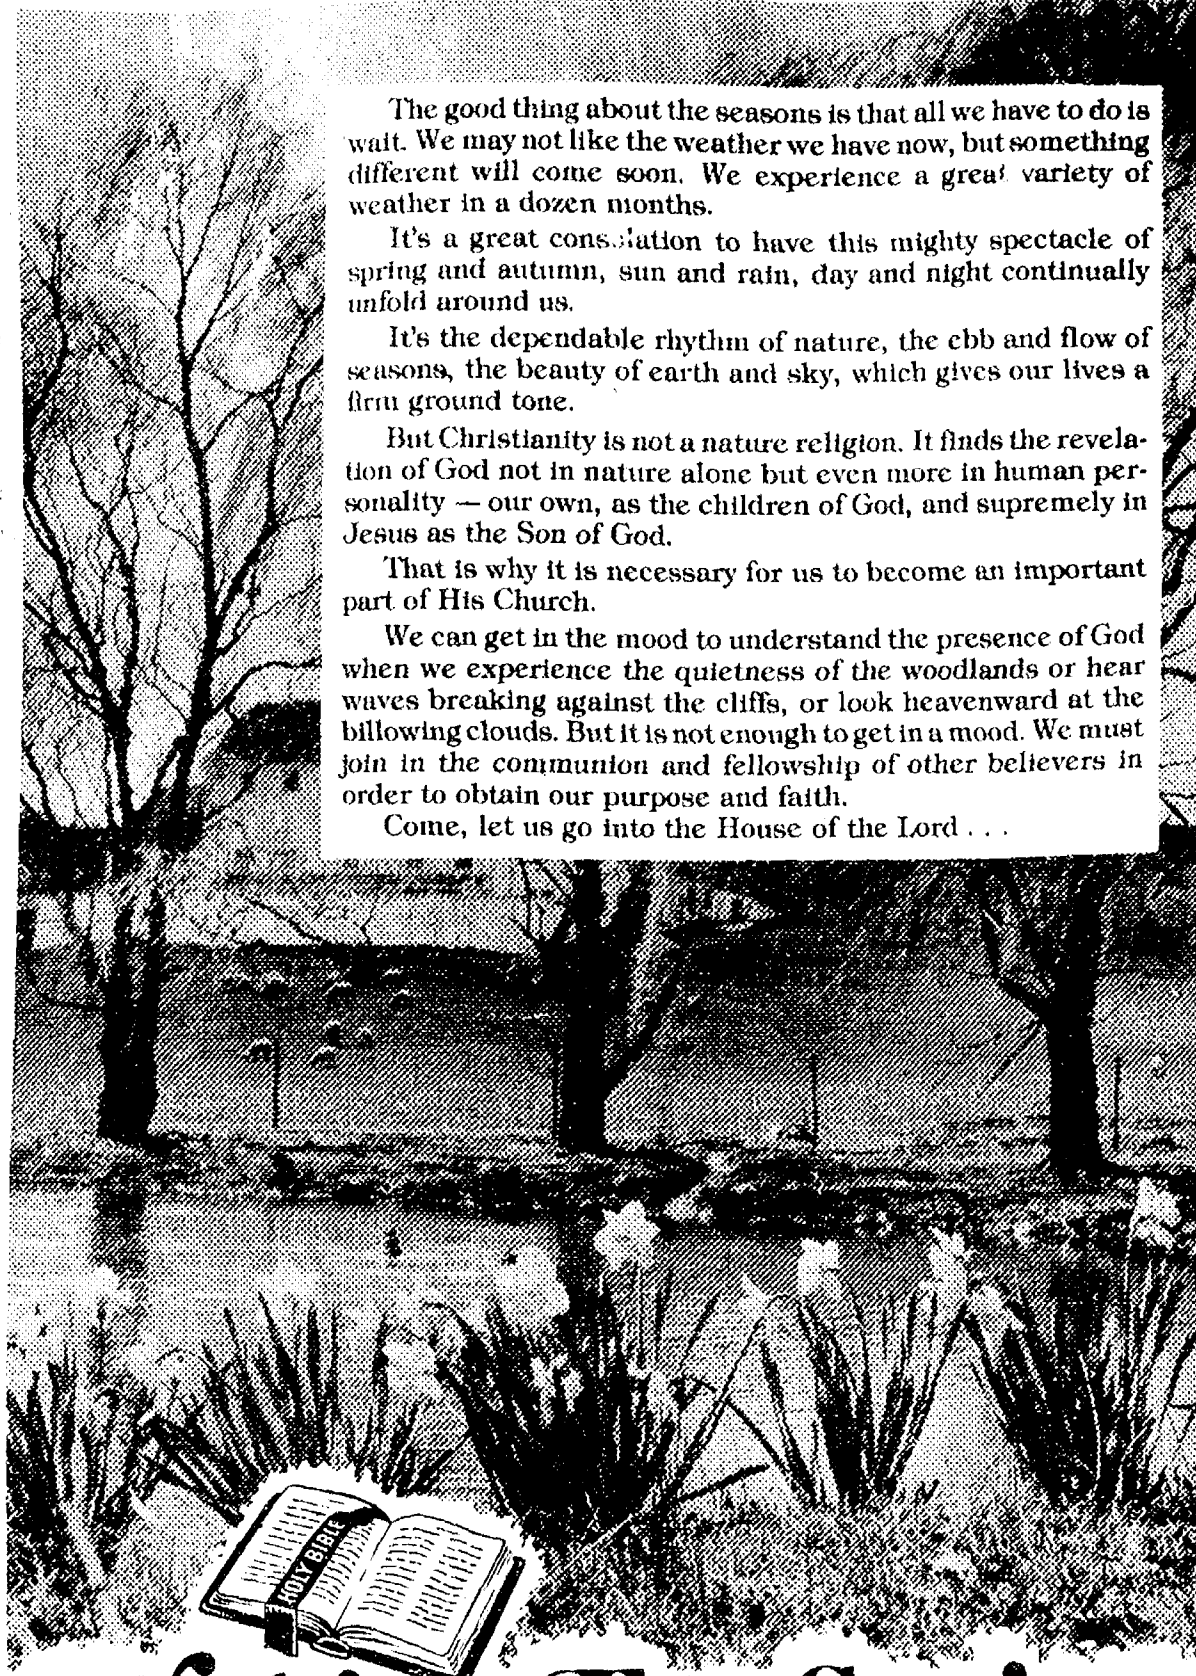 The good thing about the seasons is that all we have to do is
wait. We may not like the weather we have now, but something
different will come soon. We experience a great variety of
weather in a dozen months.
It's a great consolation to have this mighty spectacle of
spring and autumn, sun and rain, day and night continually
unfold around us.
It's the dependable rhythm of nature, the ebb and flow of
seasons, the beauty of earth and sky, which gives our lives a
firm ground tone.
But Christianity is not a nature religion. It finds the revela-
tion of God not in nature alone but even more in human per-
sonality — our own, as the children of God, and supremely in
Jesus as the Son of God.
That is why it is necessary for us to become an important
part of His Church.
We can get in the mood to understand the presence of God
when we experience the quietness of the woodlands or hear
waves breaking against the cliffs, or look heavenward at the
billowing clouds. But it is not enough to get in a mood. We must
join in the communion and fellowship of other believers in
order to obtain our purpose and faith.
Come, let us go into the House of the Lord . . .
HOLY BIBLE